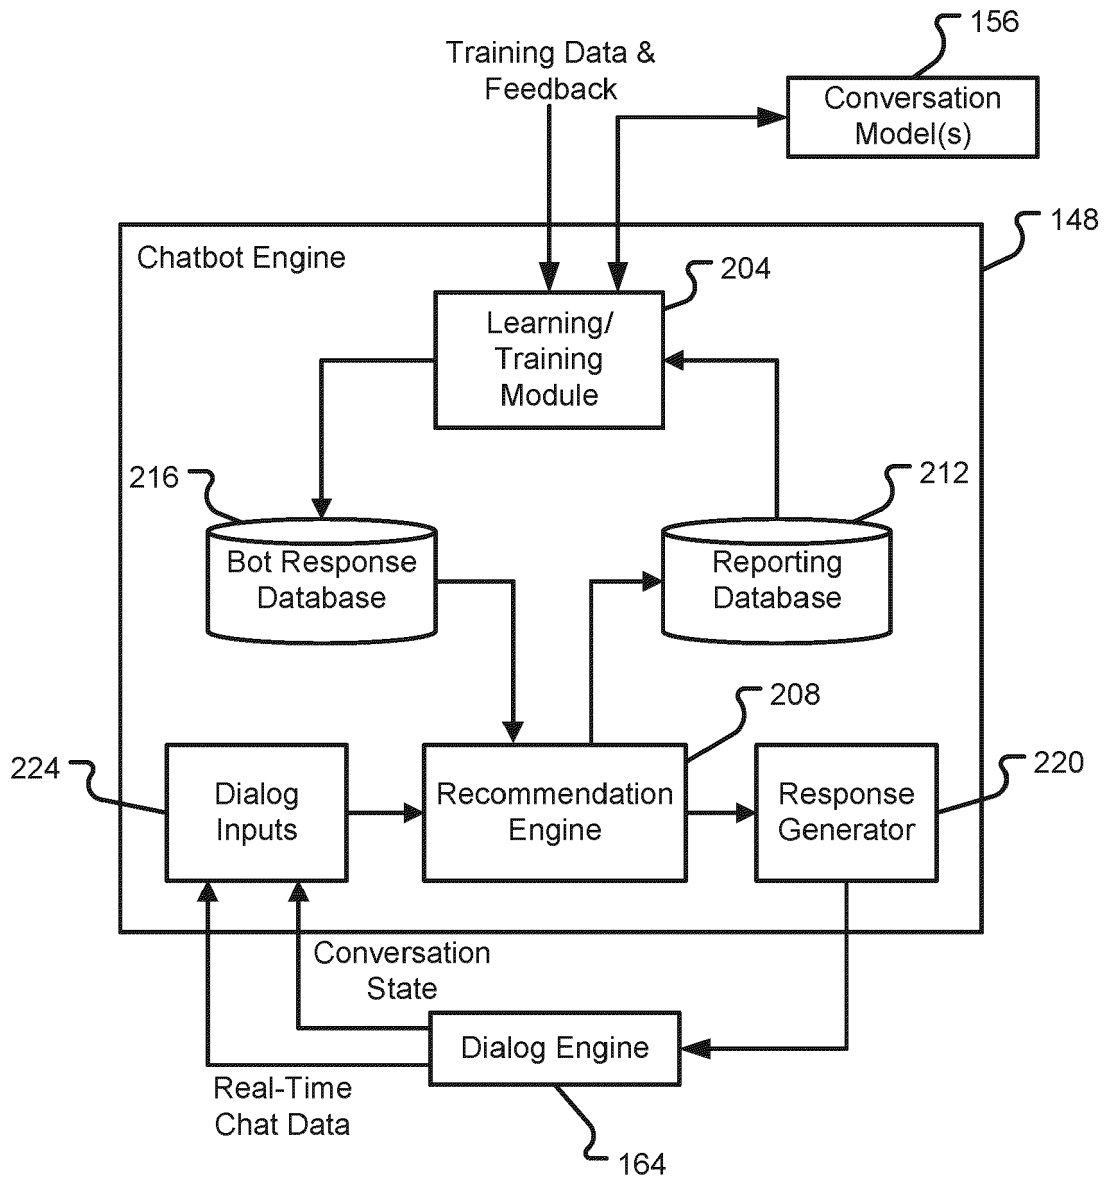 156
Training Data &
Feedback
Conversation
Model(s)
148
Chatbot Engine
204
Learning/
Training
Module
216
212
Bot Response
Database
Reporting
Database
208
224
220
Dialog
Inputs
Recommendation
Engine
Response
Generator
Conversation
State
Dialog Engine
Real-Time
Chat Data
164